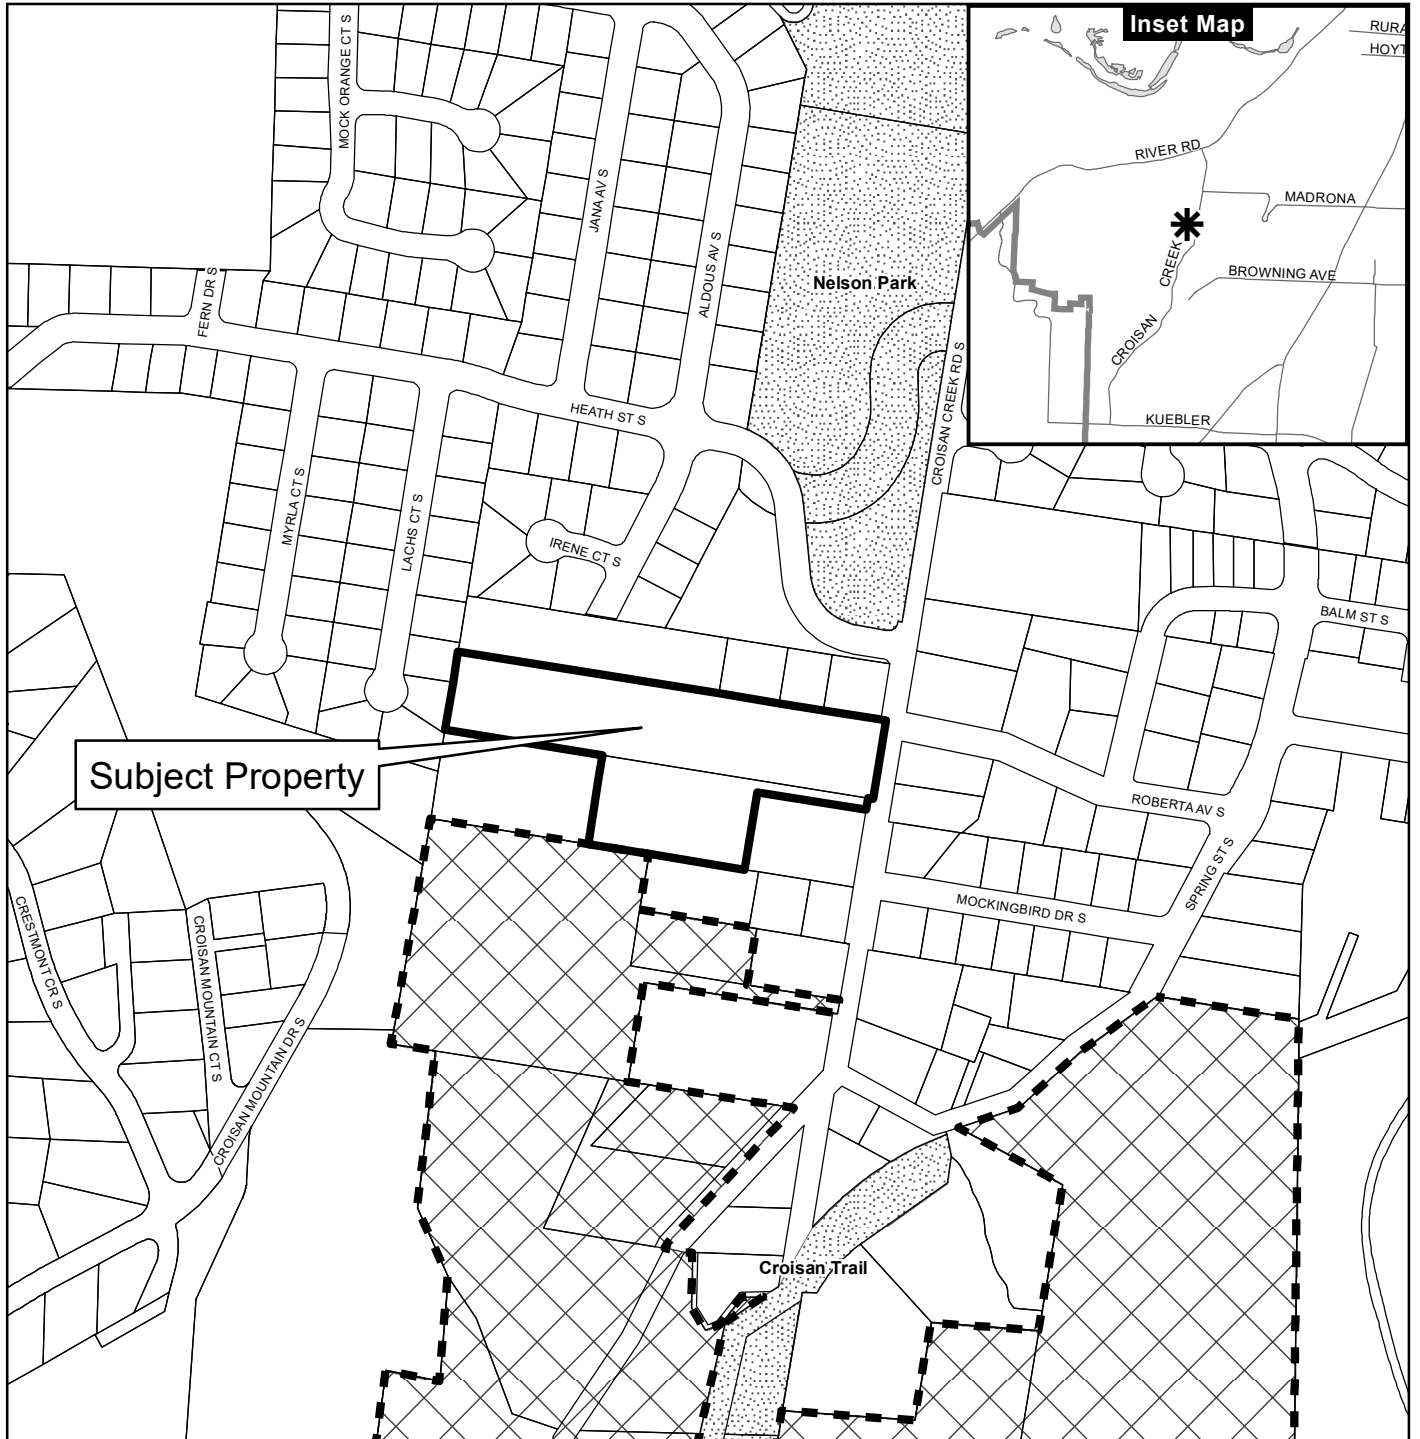 Inset Map
RURA
HOYT
RIVER RD
MADRONA
CREEK
BROWNING AVE
CROISAN
KUEBLER
MOCK ORANGE CT S
JANA AV S
ALDOUS AV S
FERN DR S
Nelson Park
CROISAN CREEK RD S
HEATH ST S
MYRLA CT S
LACHS CT S
IRENE CT S
BALM ST S
Subject Property
ROBERTA AV S
SPRING ST S
MOCKINGBIRD DR S
CRESTMONT CR S
CROISAN MOUNTAIN CT S
CROISAN MOUNTAIN DR S
Croisan Trail